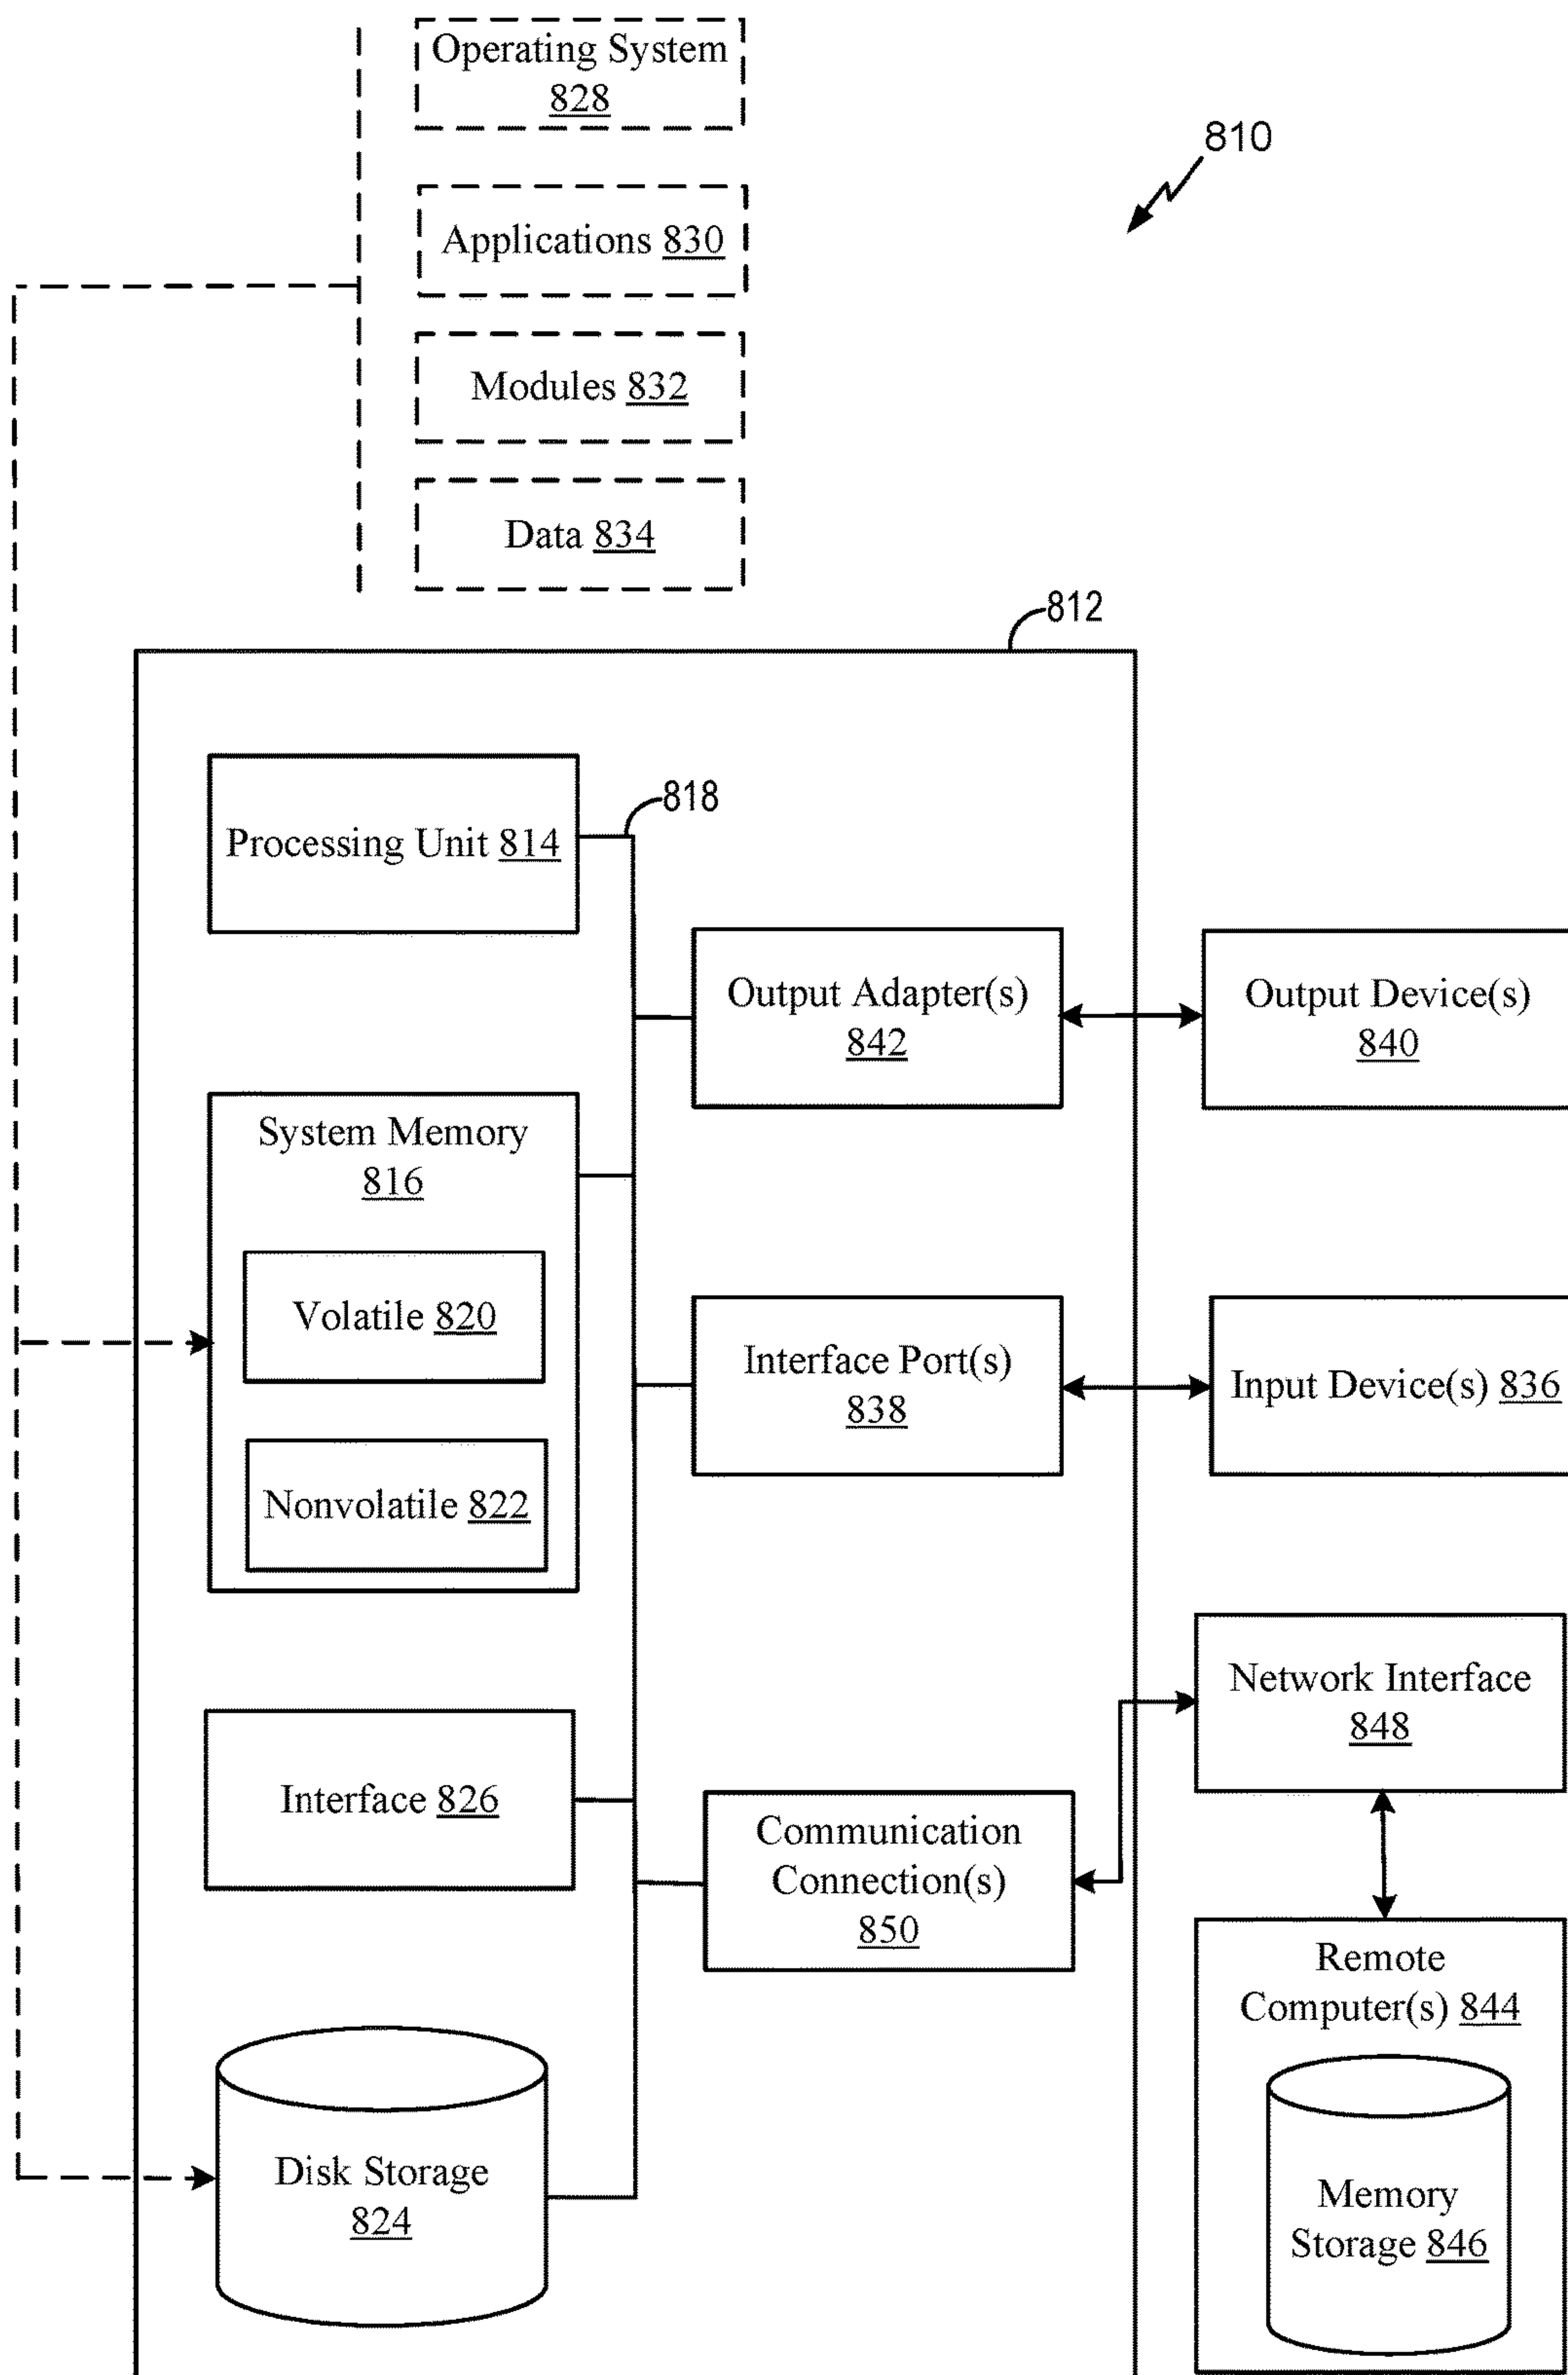 Operating System
828
810
Applications 830
Modules 832
Data 834
812
Processing Unit 814
818
Output Adapter(s)
842
Output Device(s)
840
System Memory
816
Volatile 820
Nonvolatile 822
Interface Port(s)
838
Input Device(s) 836
Network Interface
848
Interface 826
Communication
Connection(s)
850
Remote
Computer(s) 844
Memory
Storage 846
Disk Storage
824